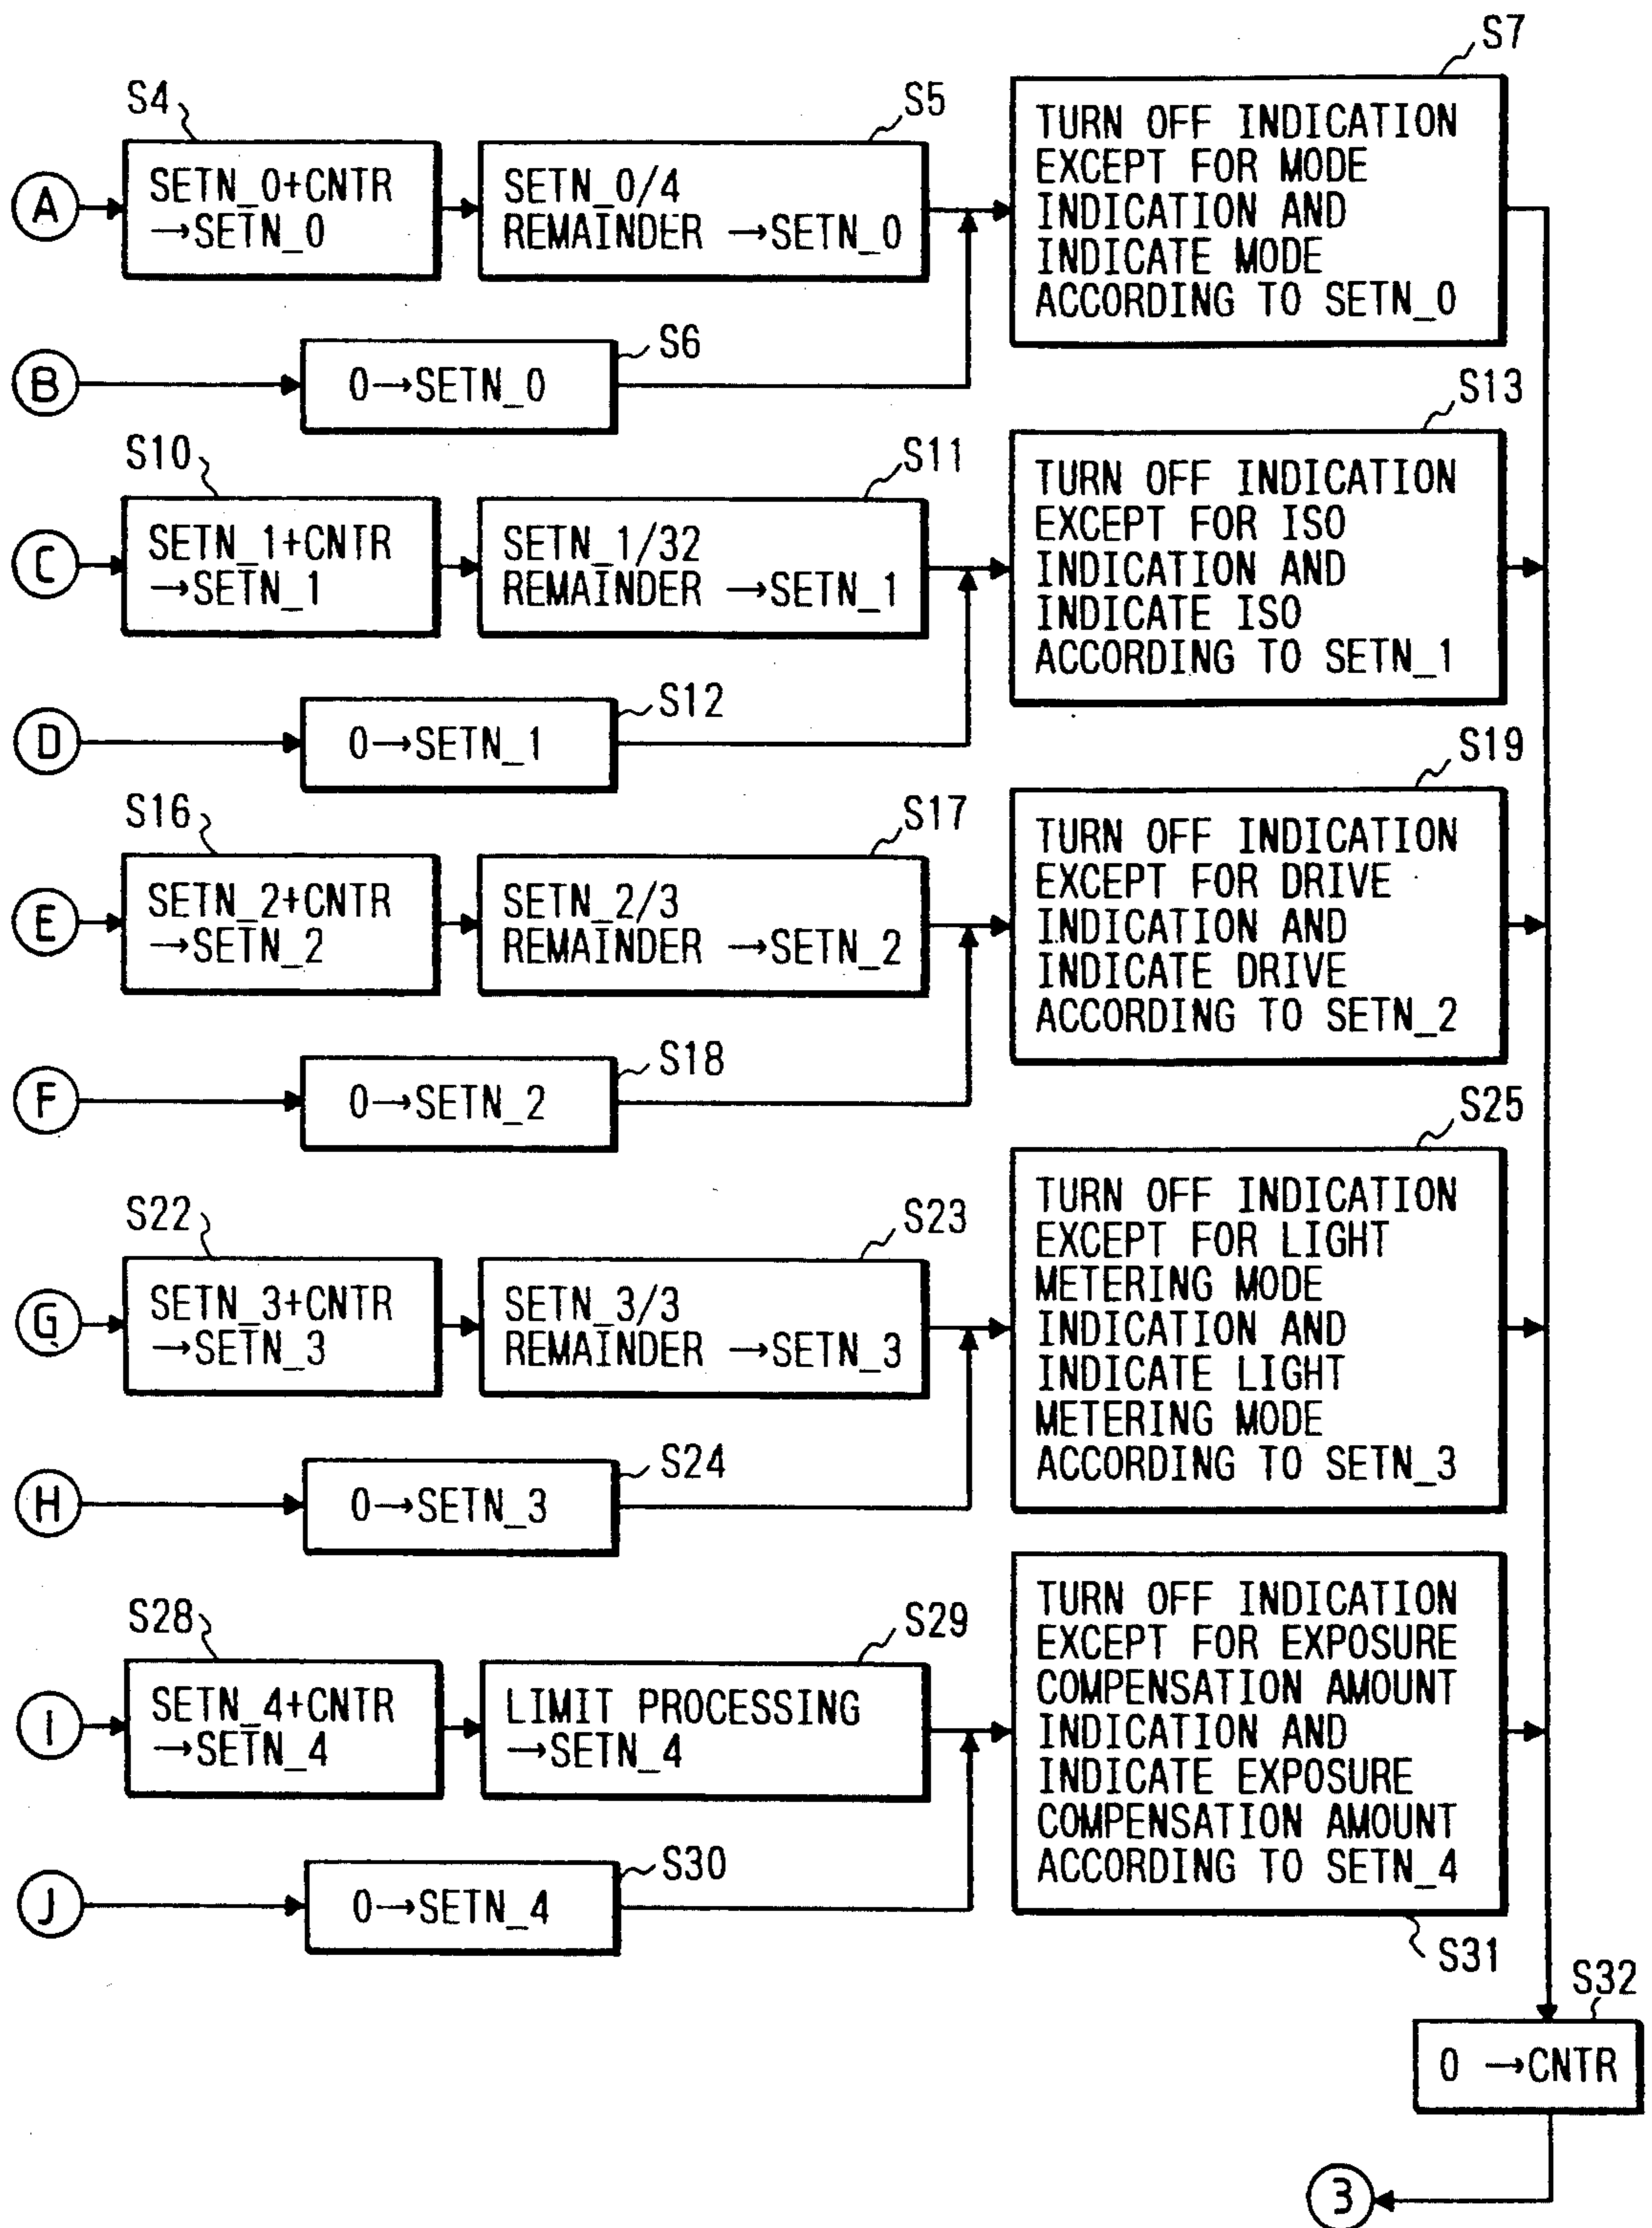 S7
S4
S5
TURN OFF INDICATION
EXCEPT FOR MODE
INDICATION AND
INDICATE MODE
ACCORDING TO SETN_0
A
SETN_0+CNTR
→SETN_0
SETN_0/4
REMAINDER →SETN_0
S6
B
0→SETN_0
S13
S10
S11
TURN OFF INDICATION
EXCEPT FOR ISO
INDICATION AND
INDICATE ISO
ACCORDING TO SETN_1
C
SETN_1+CNTR
→SETN_1
SETN_1/32
REMAINDER →SETN_1
S12
D
0→SETN_1
S19
S16
S17
TURN OFF INDICATION
EXCEPT FOR DRIVE
INDICATION AND
INDICATE DRIVE
ACCORDING TO SETN_2
E
SETN_2+CNTR
→SETN_2
SETN_2/3
REMAINDER →SETN_2
S18
F
0→SETN_2
S25
S22
S23
TURN OFF INDICATION
EXCEPT FOR LIGHT
METERING MODE
INDICATION AND
INDICATE LIGHT
METERING MODE
ACCORDING TO SETN_3
G
SETN_3+CNTR
→SETN_3
SETN_3/3
REMAINDER →SETN_3
S24
H
0→SETN_3
S28
S29
TURN OFF INDICATION
EXCEPT FOR EXPOSURE
COMPENSATION AMOUNT
INDICATION AND
INDICATE EXPOSURE
COMPENSATION AMOUNT
ACCORDING TO SETN_4
I
SETN_4+CNTR
→SETN_4
LIMIT PROCESSING
→SETN_4
S30
J
0→SETN_4
S31
S32
0 →CNTR
3